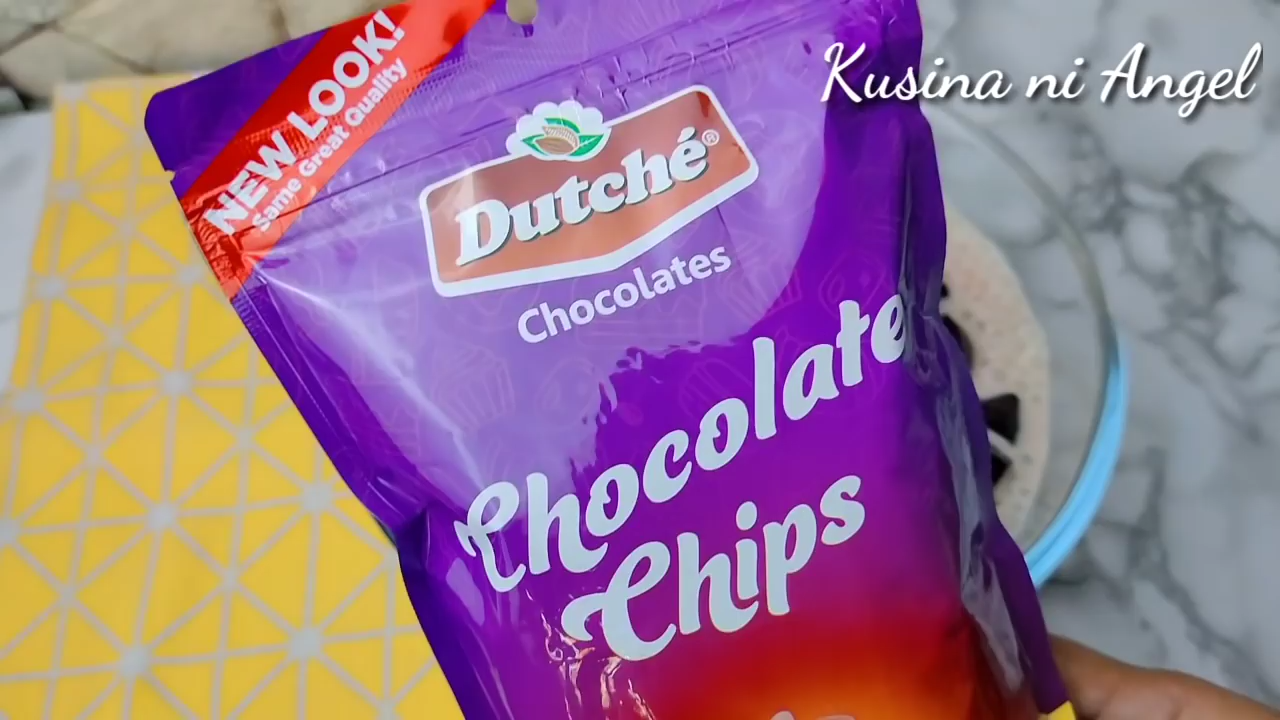 Kusina ni Angel
NEW LOOK!
Same Great Quality
Dutché®
Chocolates
Chocolate
Chips